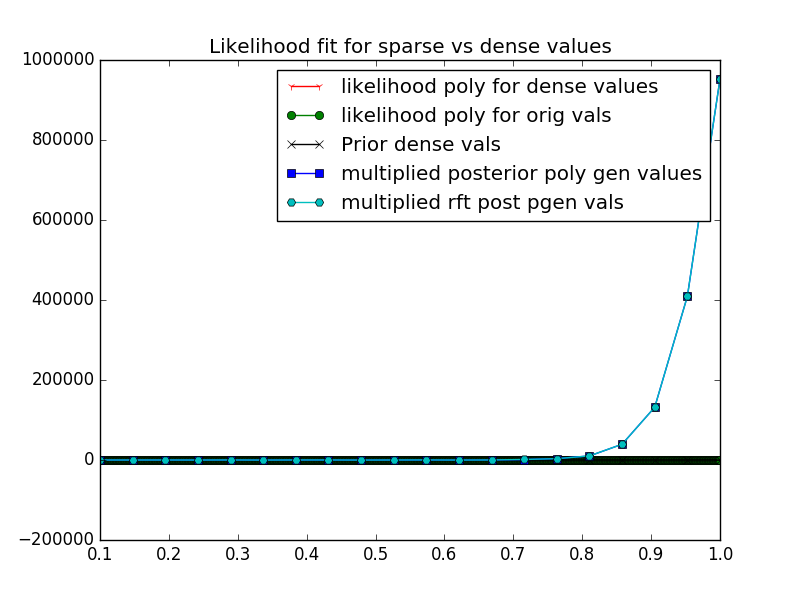 Likelihood fit for sparse vs dense values
1000000
800000
600000
400000
200000
0
−200000
likelihood poly for dense values
likelihood poly for orig vals
Prior dense vals
multiplied posterior poly gen values
multiplied rft post pgen vals
0.1 0.2 0.3 0.4 0.5 0.6 0.7 0.8 0.9 1.0